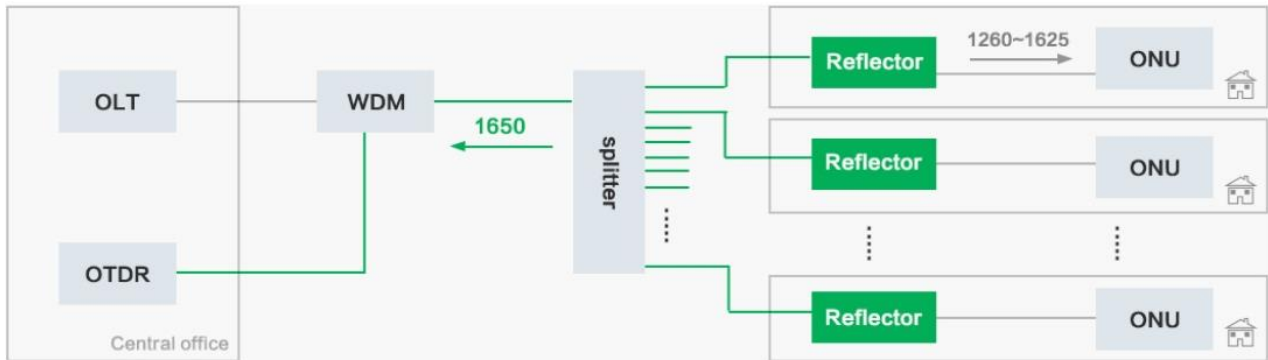 OLT
OTDR
Central office
WDM
1650
splitter
Reflector
1260~1625
ONU
Reflector
ONU
Reflector
ONU